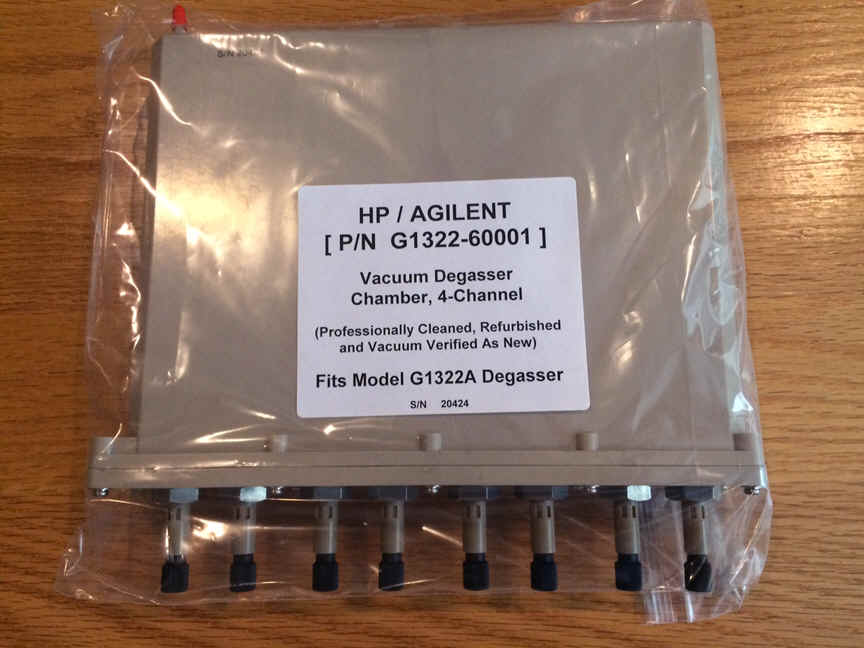 HP / AGILENT
[ P/N G1322-60001 ]
Vacuum Degasser
Chamber, 4-Channel
(Professionally Cleaned, Refurbished
and Vacuum Verified As New)
Fits Model G1322A Degasser
S/N 20424